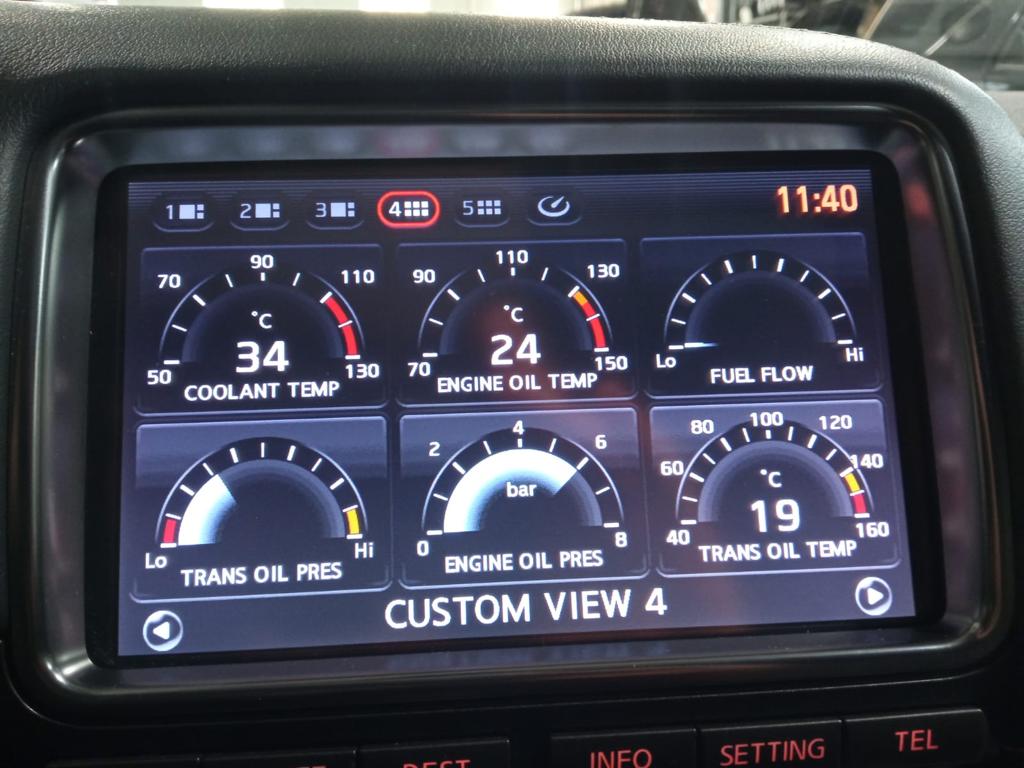 1 2 3 4 5 11:40
70 90 110
50 130
°C
34
COOLANT TEMP
90 110 130
70 150
°C
24
ENGINE OIL TEMP
Lo Hi
FUEL FLOW
Lo Hi
TRANS OIL PRES
2 4 6
0 8
bar
ENGINE OIL PRES
60 80 100 120 140
40 160
°C
19
TRANS OIL TEMP
CUSTOM VIEW 4
DEST INFO SETTING TEL